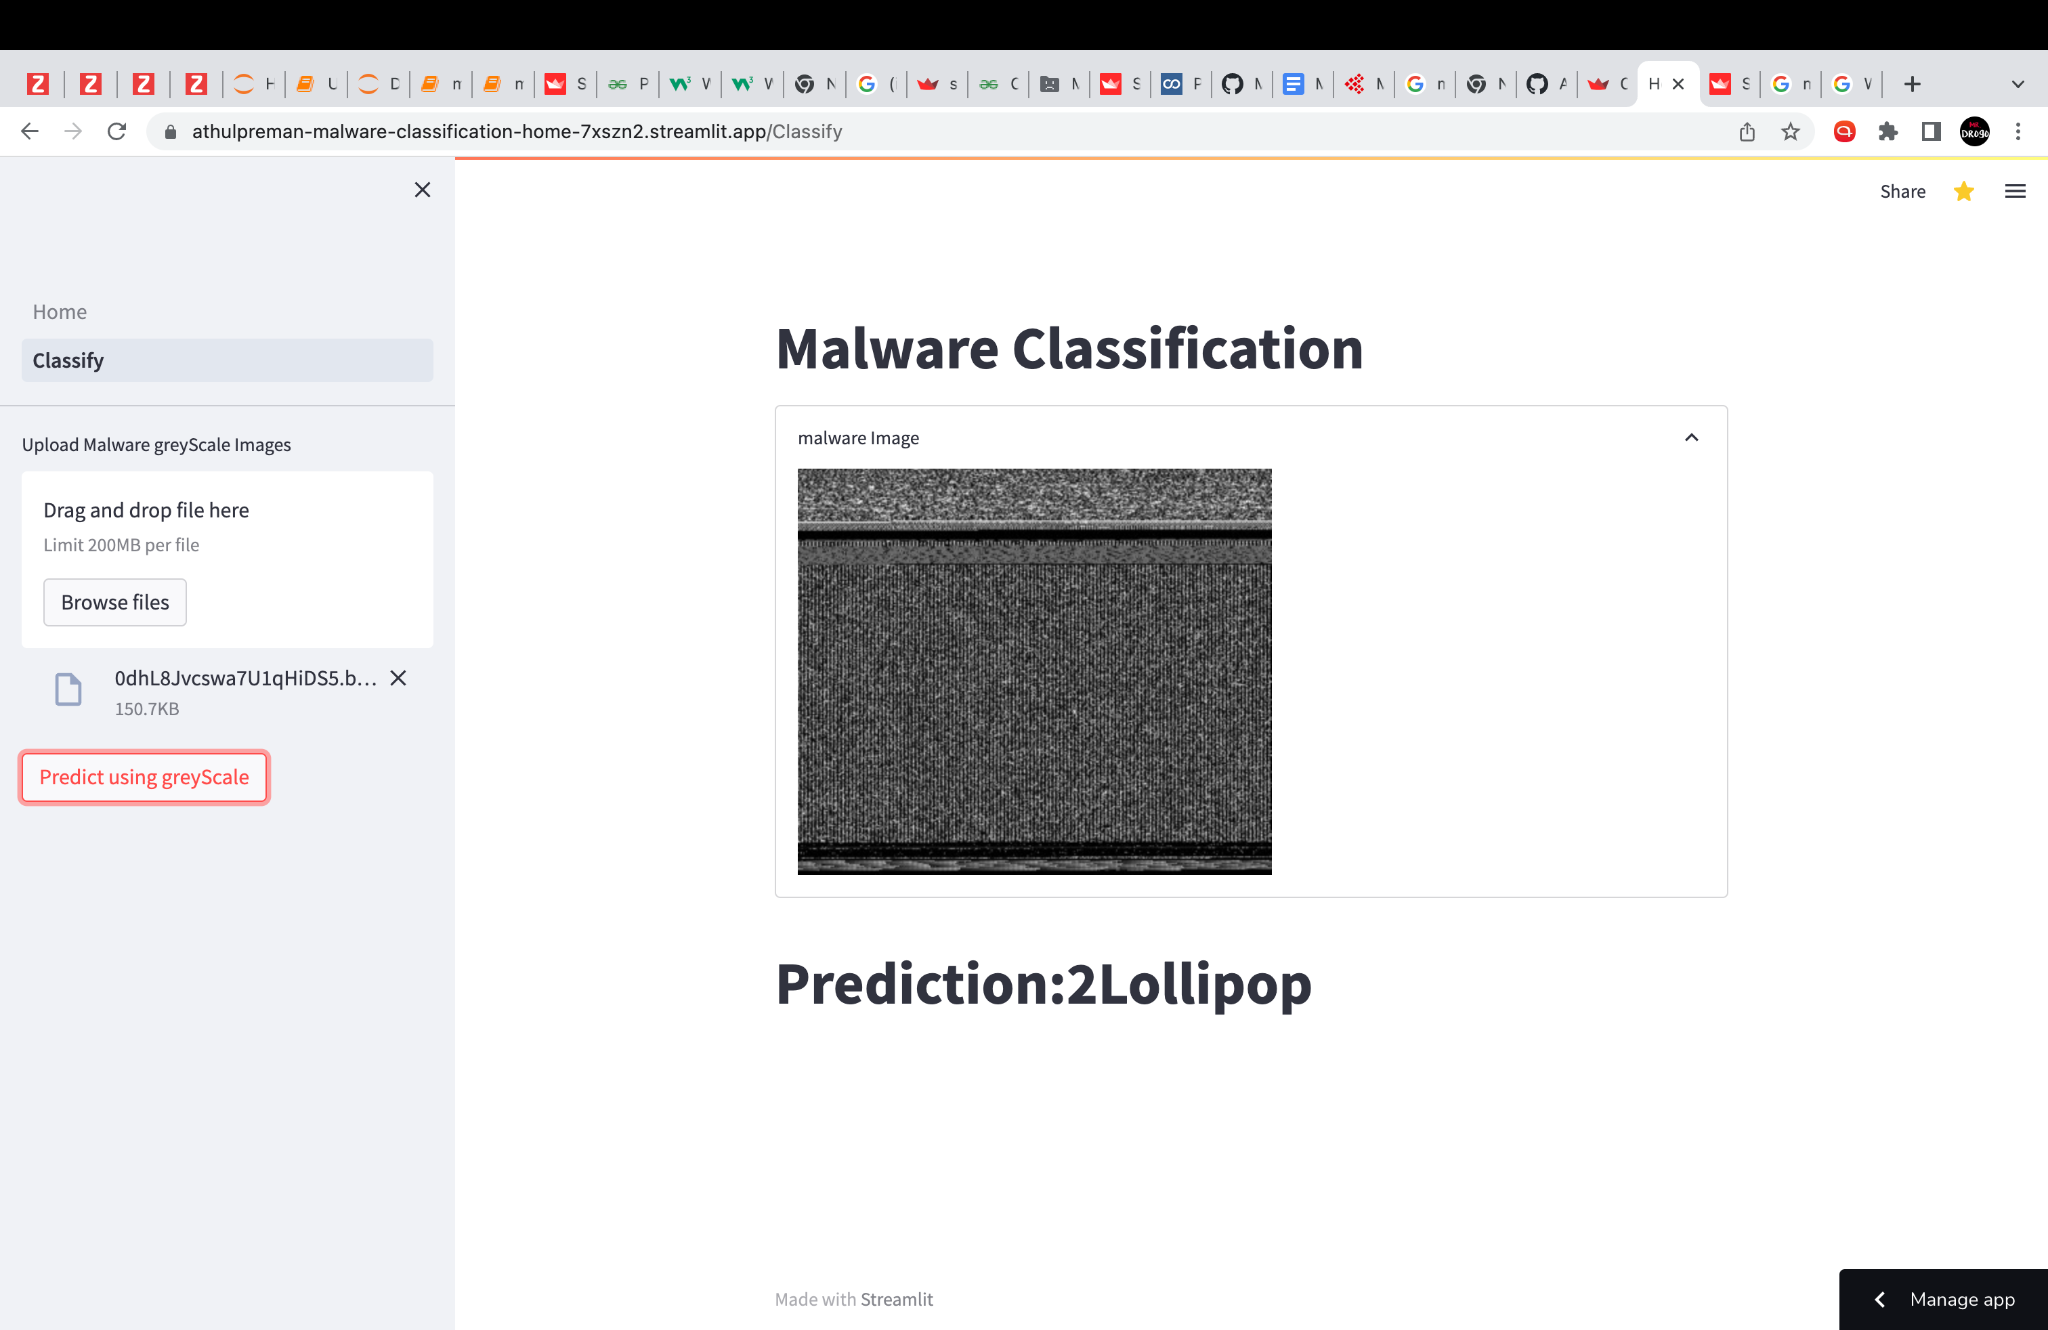 H
U
D
m
m
S
P
W
W
N
(
s
C
M
S
P
M
M
M
n
N
A
C
H
S
n
W
athulpreman-malware-classification-home-7xszn2.streamlit.app/Classify
Share
Home
Classify
Upload Malware greyScale Images
Drag and drop file here
Limit 200MB per file
Browse files
0dhL8Jvcswa7U1qHiDS5.b...
150.7KB
Predict using greyScale
Malware Classification
malware Image
Prediction:2Lollipop
Made with Streamlit
Manage app